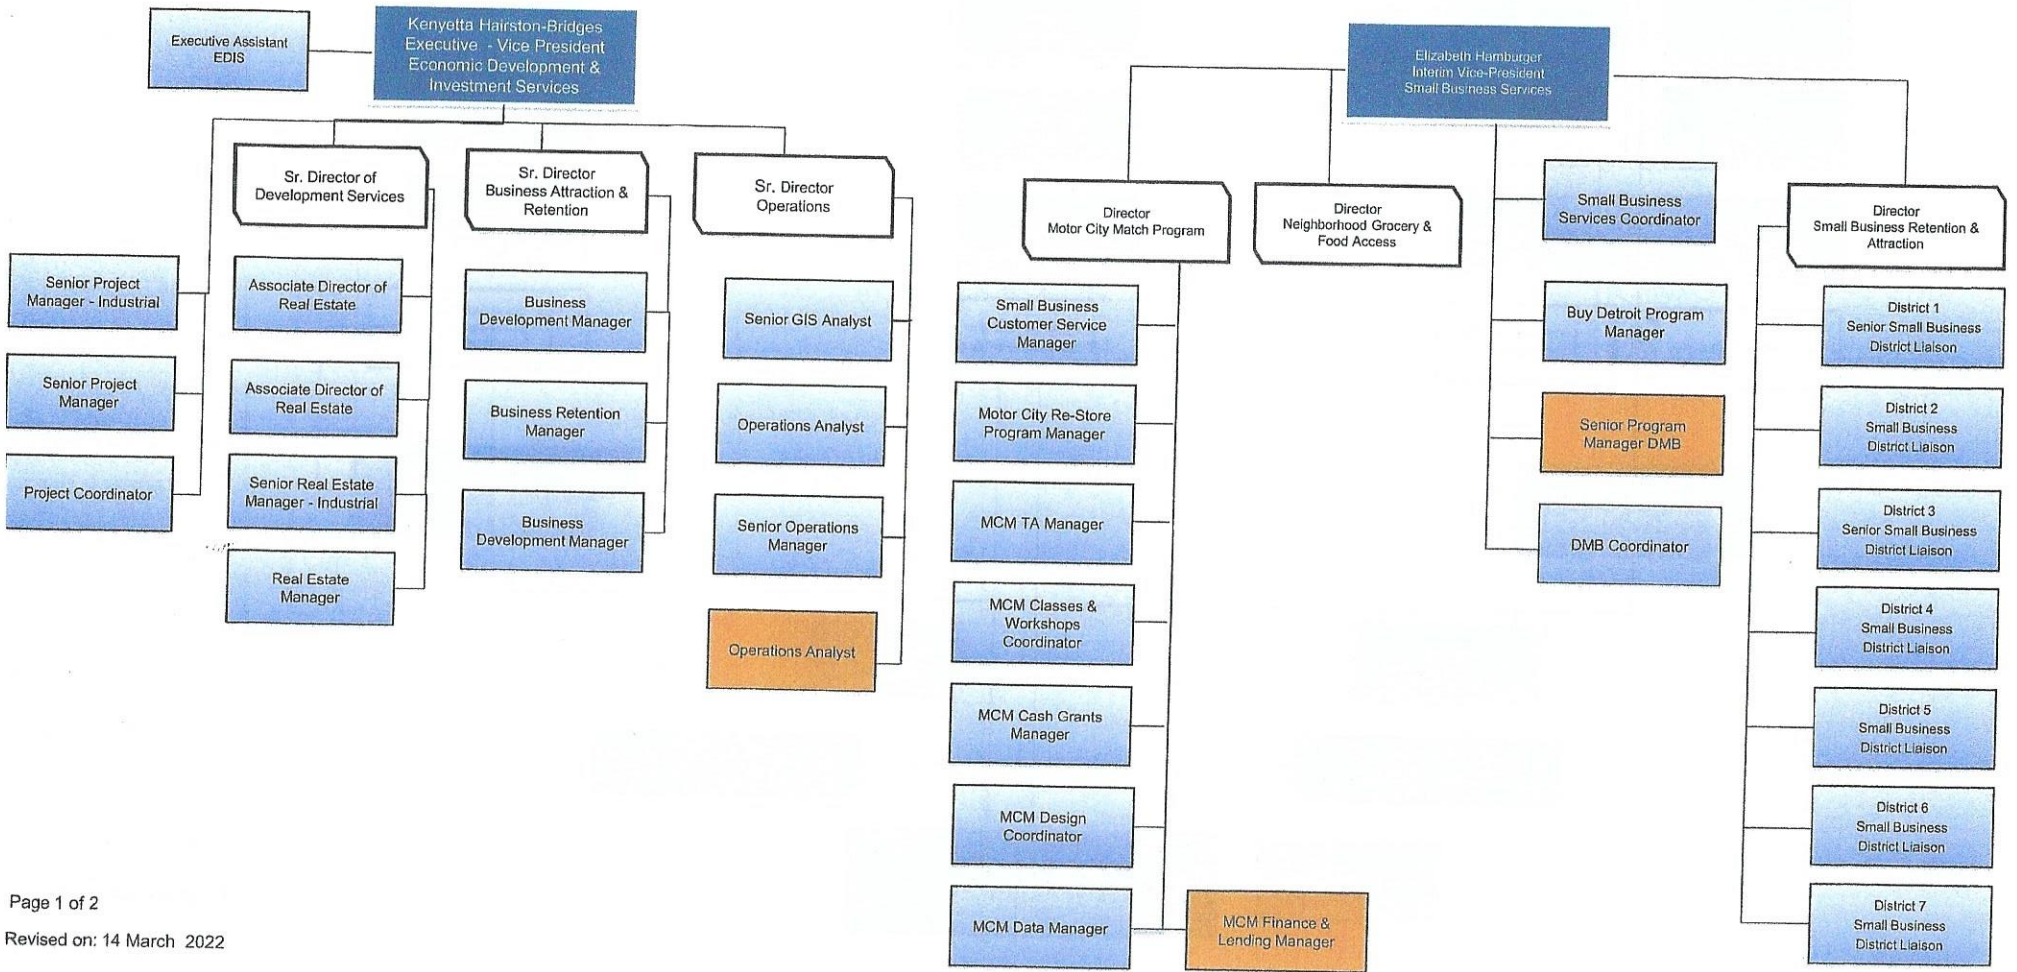 Executive Assistant
EDIS
Kenyetta Hairston-Bridges
Executive - Vice President
Economic Development &
Investment Services
Sr. Director of
Development Services
Sr. Director
Business Attraction &
Retention
Sr. Director
Operations
Senior Project
Manager - Industrial
Senior Project
Manager
Project Coordinator
Associate Director of
Real Estate
Associate Director of
Real Estate
Senior Real Estate
Manager - Industrial
Real Estate
Manager
Business
Development Manager
Business Retention
Manager
Business
Development Manager
Senior GIS Analyst
Operations Analyst
Senior Operations
Manager
Operations Analyst
Elizabeth Hamburger
Interim Vice-President
Small Business Services
Director
Motor City Match Program
Director
Neighborhood Grocery &
Food Access
Small Business
Customer Service
Manager
Motor City Re-Store
Program Manager
MCM TA Manager
MCM Classes &
Workshops
Coordinator
MCM Cash Grants
Manager
MCM Design
Coordinator
MCM Data Manager
MCM Finance &
Lending Manager
Small Business
Services Coordinator
Buy Detroit Program
Manager
Senior Program
Manager DMB
DMB Coordinator
Director
Small Business Retention &
Attraction
District 1
Senior Small Business
District Liaison
District 2
Small Business
District Liaison
District 3
Senior Small Business
District Liaison
District 4
Small Business
District Liaison
District 5
Small Business
District Liaison
District 6
Small Business
District Liaison
District 7
Small Business
District Liaison
Page 1 of 2
Revised on: 14 March 2022